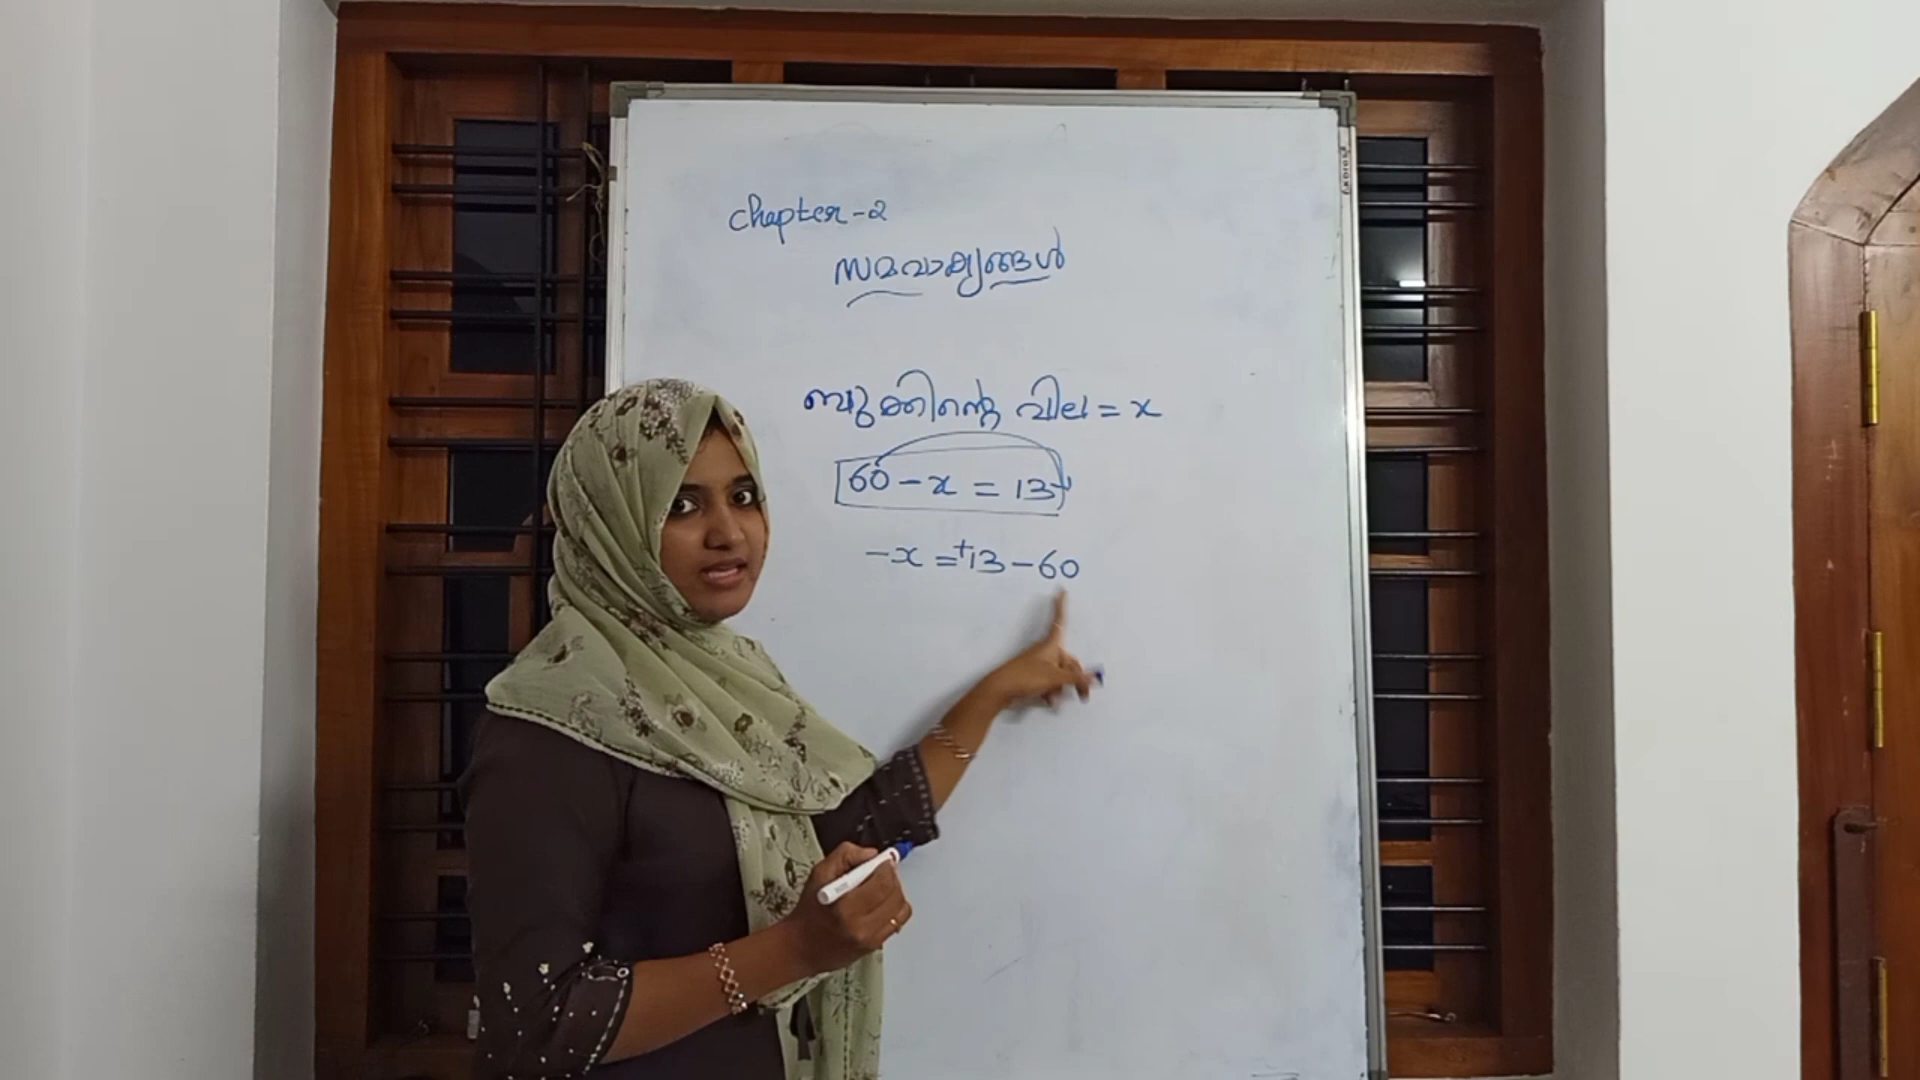 Chapter-2
സമവാക്യങ്ങൾ
ബുക്കിന്റെ വില = x
60 - x = 13
-x = +13 - 60